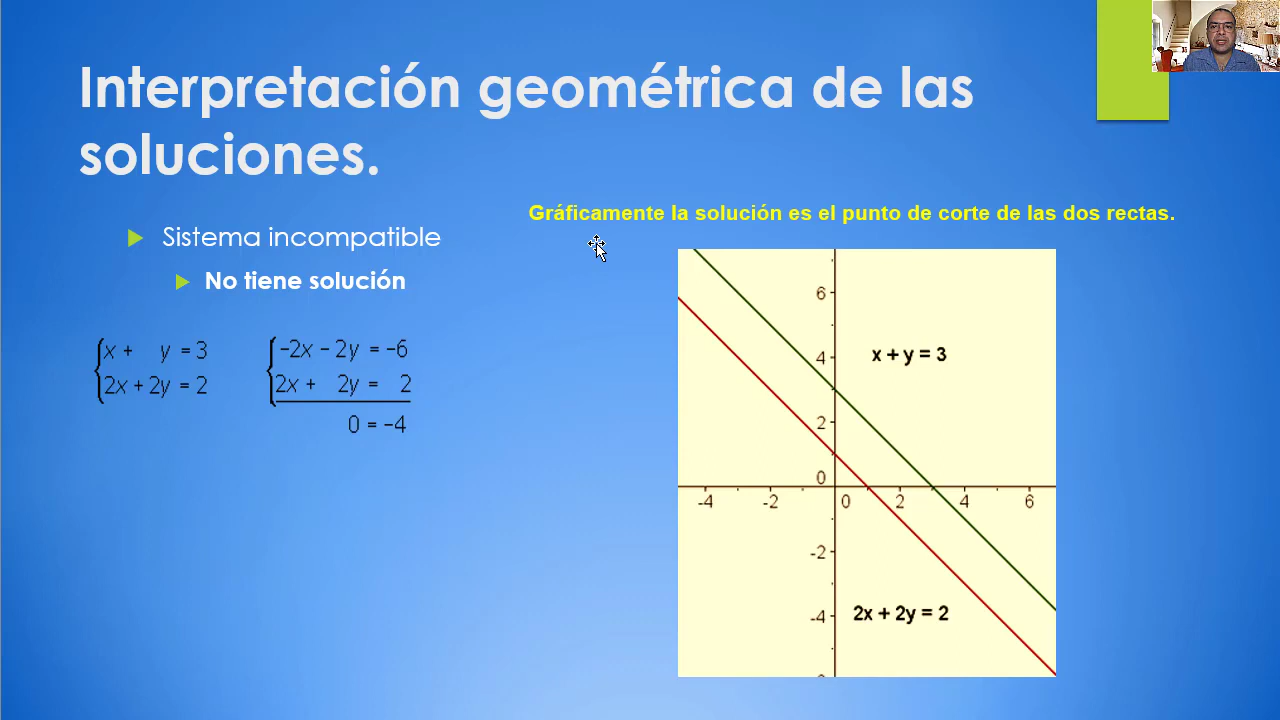 Interpretación geométrica de las
soluciones.
Gráficamente la solución es el punto de corte de las dos rectas.
Sistema incompatible
No tiene solución
x + y = 3
2x + 2y = 2
-2x - 2y = -6
2x + 2y = 2
0 = -4
6
x + y = 3
4
2
0
-4 -2 0 2 4 6
-2
-4
2x + 2y = 2